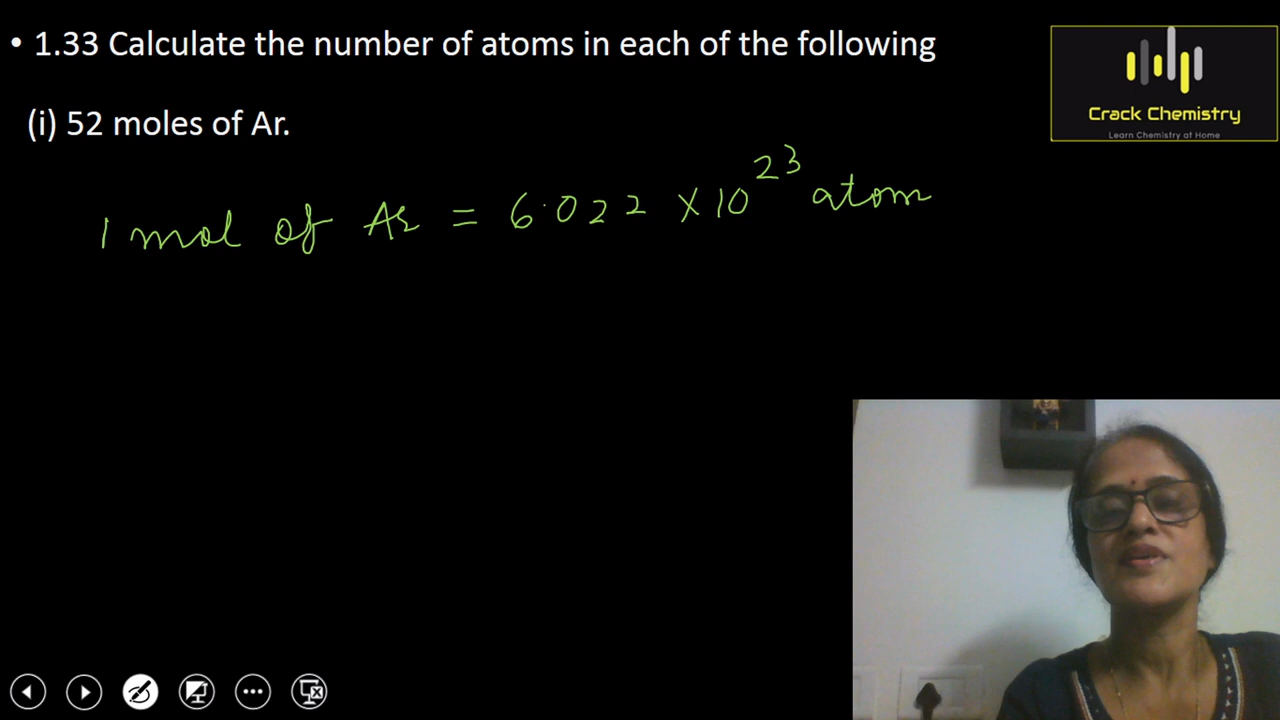 • 1.33 Calculate the number of atoms in each of the following
(i) 52 moles of Ar.
1 mol of Ar = 6.022 × 10²³ atom
Crack Chemistry
Learn Chemistry at Home